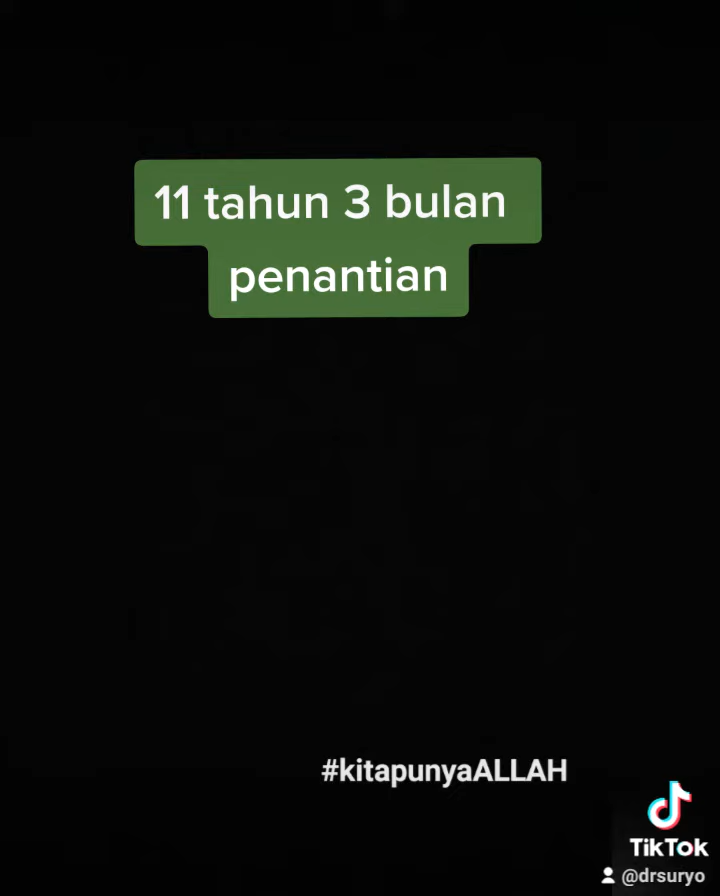 11 tahun 3 bulan
penantian
#kitapunyaALLAH
TikTok
@drsuryo